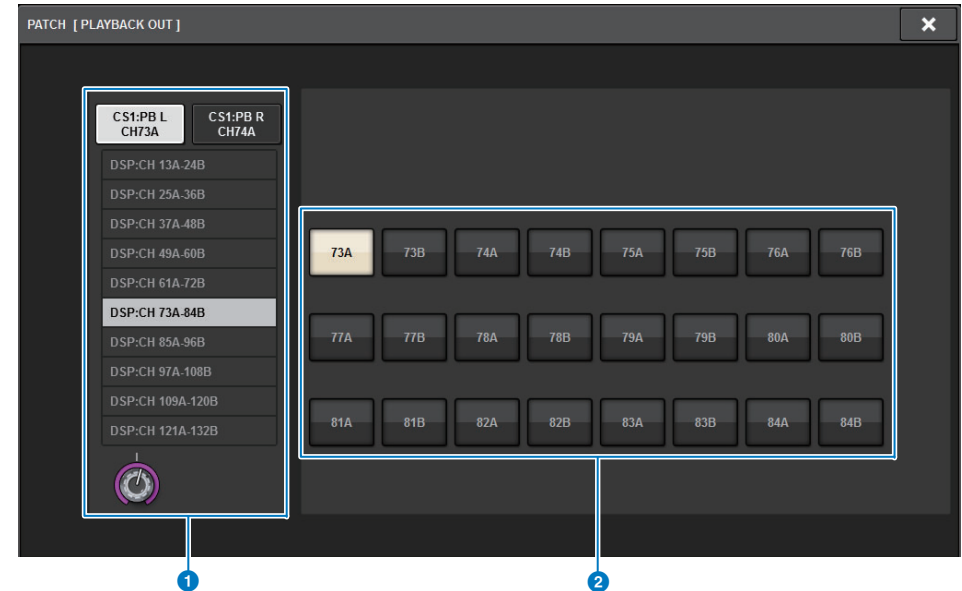 PATCH [ PLAYBACK OUT ]
CS1:PB L
CH73A
CS1:PB R
CH74A
DSP:CH 13A-24B
DSP:CH 25A-36B
DSP:CH 37A-48B
DSP:CH 49A-60B
DSP:CH 61A-72B
DSP:CH 73A-84B
DSP:CH 85A-96B
DSP:CH 97A-108B
DSP:CH 109A-120B
DSP:CH 121A-132B
73A 73B 74A 74B 75A 75B 76A 76B
77A 77B 78A 78B 79A 79B 80A 80B
81A 81B 82A 82B 83A 83B 84A 84B
1 2